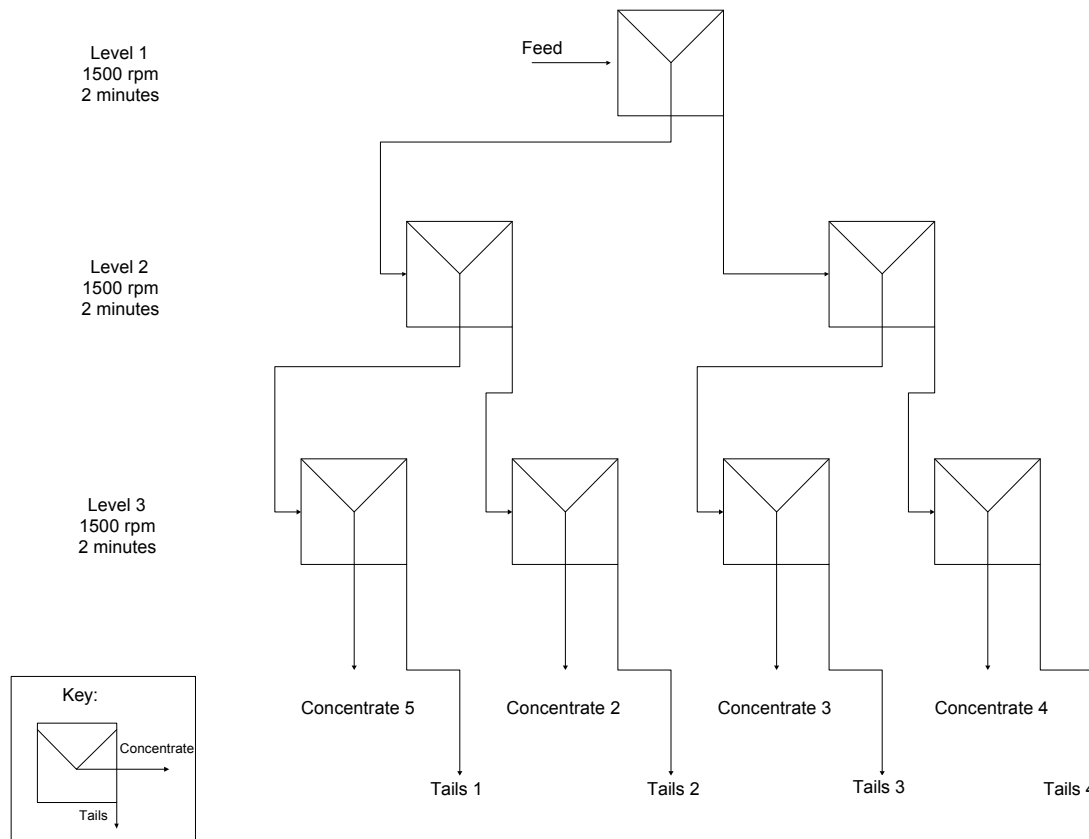 Level 1
1500 rpm
2 minutes
Feed
Level 2
1500 rpm
2 minutes
Level 3
1500 rpm
2 minutes
Concentrate 5
Concentrate 2
Concentrate 3
Concentrate 4
Tails 1
Tails 2
Tails 3
Tails 4
Key:
Concentrate
Tails